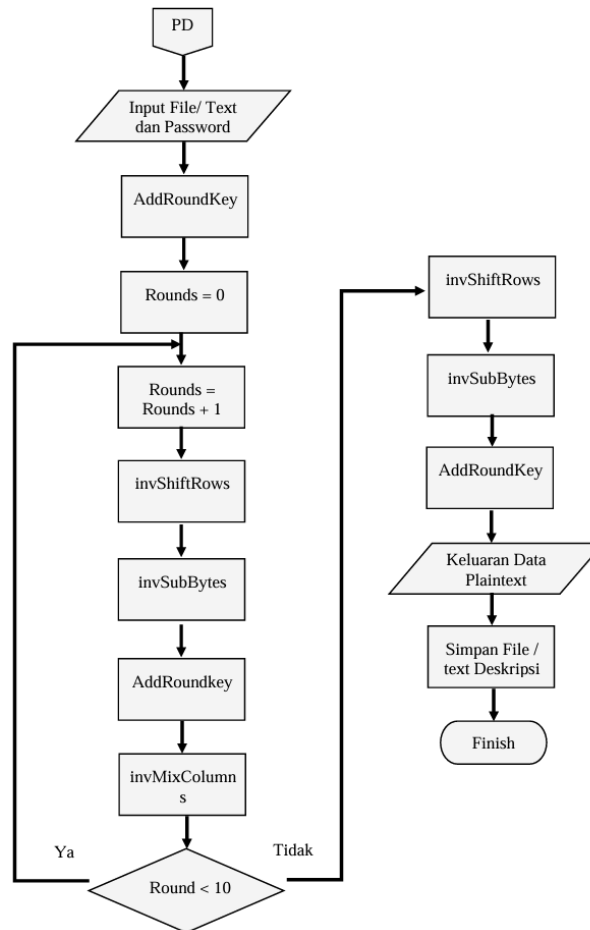 PD
Input File/ Text
dan Password
AddRoundKey
Rounds = 0
Rounds =
Rounds + 1
invShiftRows
invSubBytes
AddRoundkey
invMixColumn
s
Round < 10
Ya
Tidak
invShiftRows
invSubBytes
AddRoundKey
Keluaran Data
Plaintext
Simpan File /
text Deskripsi
Finish